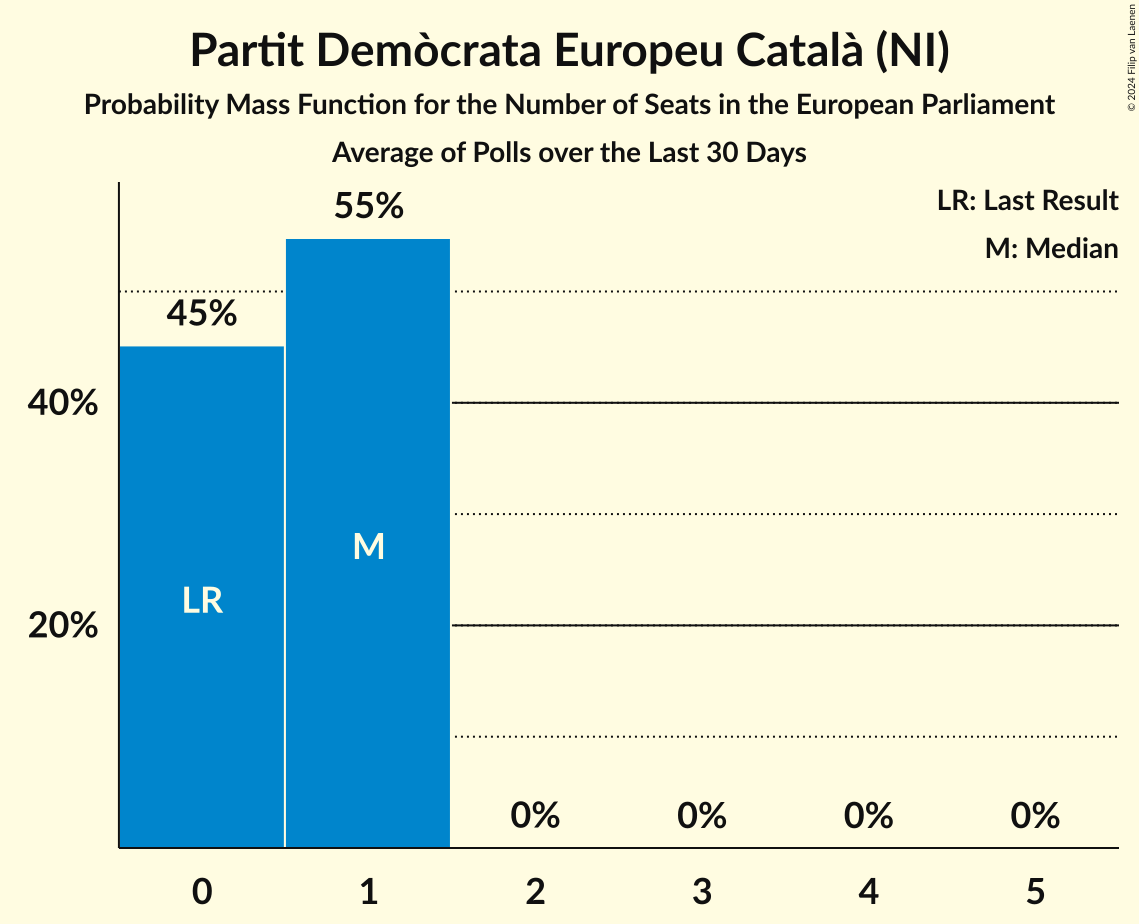 Partit Demòcrata Europeu Català (NI)
Probability Mass Function for the Number of Seats in the European Parliament
Average of Polls over the Last 30 Days
© 2024 Filip van Laenen
LR: Last Result
M: Median
55%
45%
40%
20%
LR
M
0%
0%
0%
0%
0
1
2
3
4
5